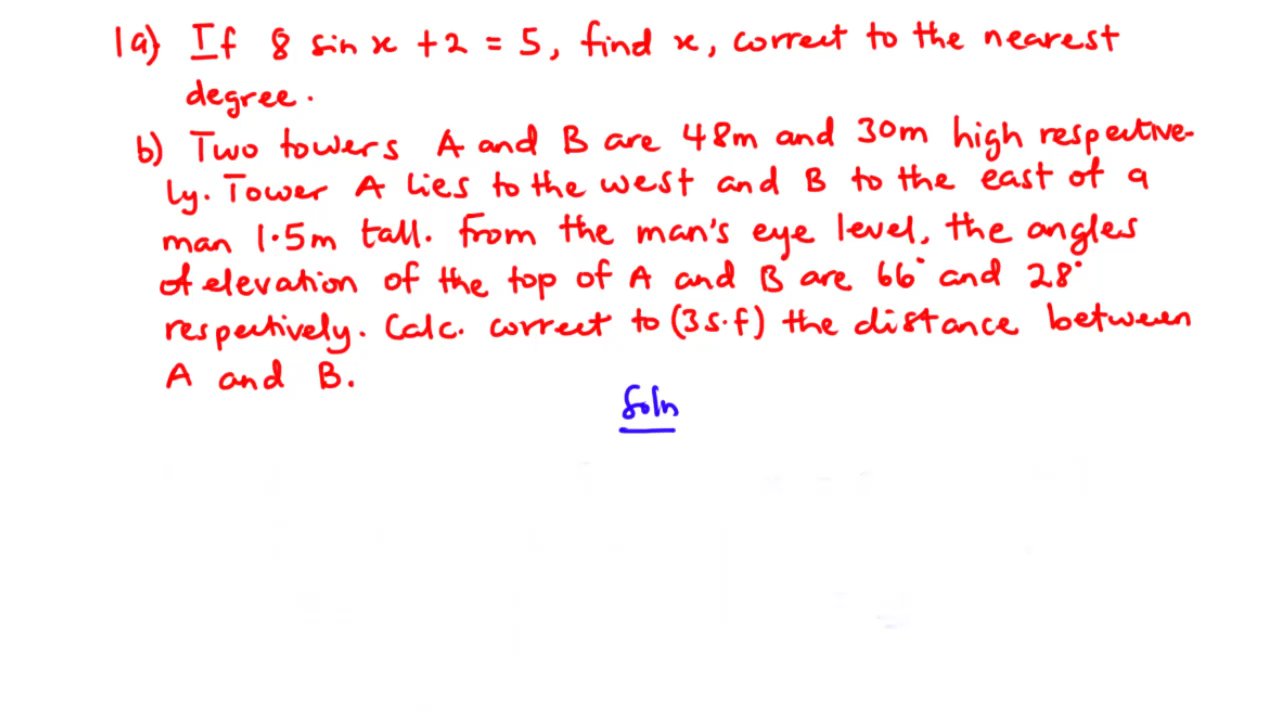 1a) If 8 sin x + 2 = 5, find x, correct to the nearest
degree.
b) Two towers A and B are 48m and 30m high respective-
ly. Tower A lies to the west and B to the east of a
man 1.5m tall. From the man's eye level, the angles
of elevation of the top of A and B are 66° and 28°
respectively. Calc. correct to (3 s.f) the distance between
A and B.
Soln